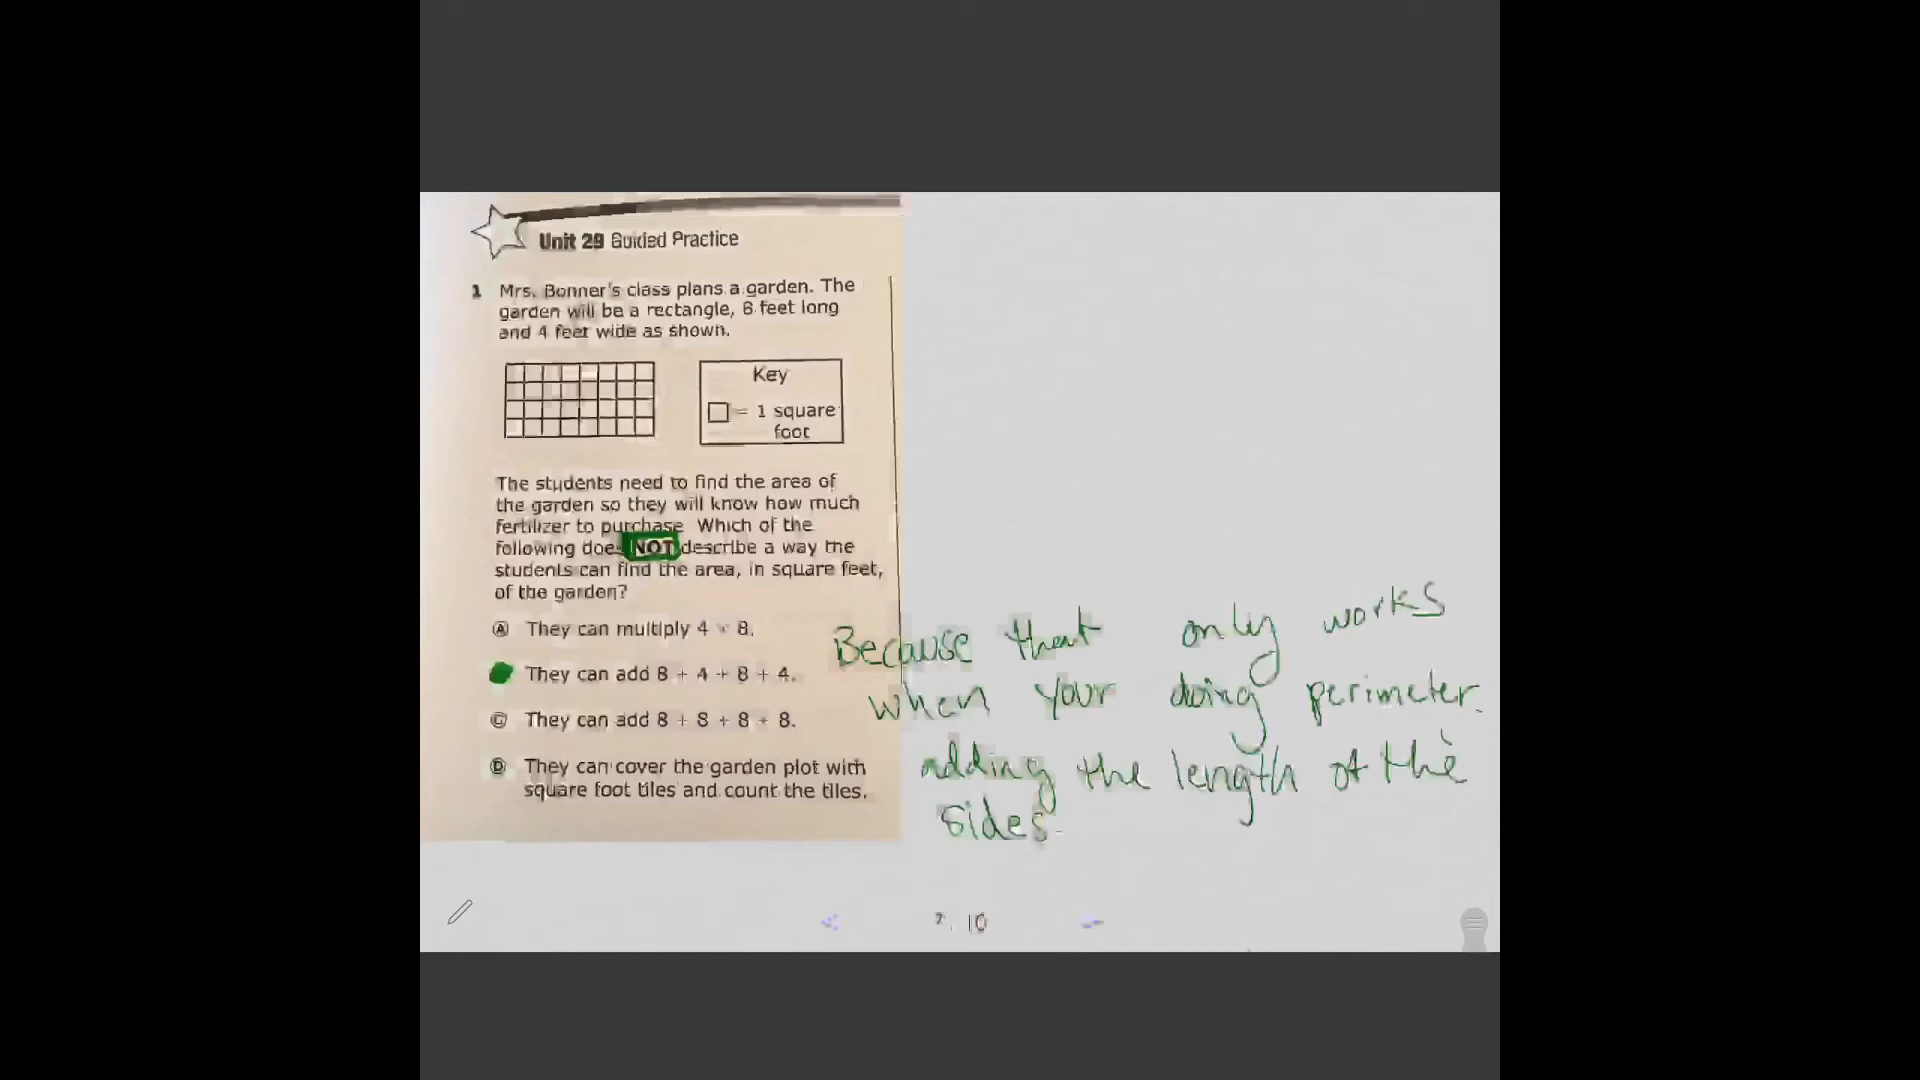 Unit 29 Guided Practice
1 Mrs. Bonner's class plans a garden. The
garden will be a rectangle, 8 feet long
and 4 feet wide as shown.
Key
= 1 square
foot
The students need to find the area of
the garden so they will know how much
fertilizer to purchase. Which of the
following does NOT describe a way the
students can find the area, in square feet,
of the garden?
A They can multiply 4 × 8.
They can add 8 + 4 + 8 + 4.
C They can add 8 + 8 + 8 + 8.
D They can cover the garden plot with
square foot tiles and count the tiles.
Because that only works
when your doing perimeter.
adding the length of the
sides.
10